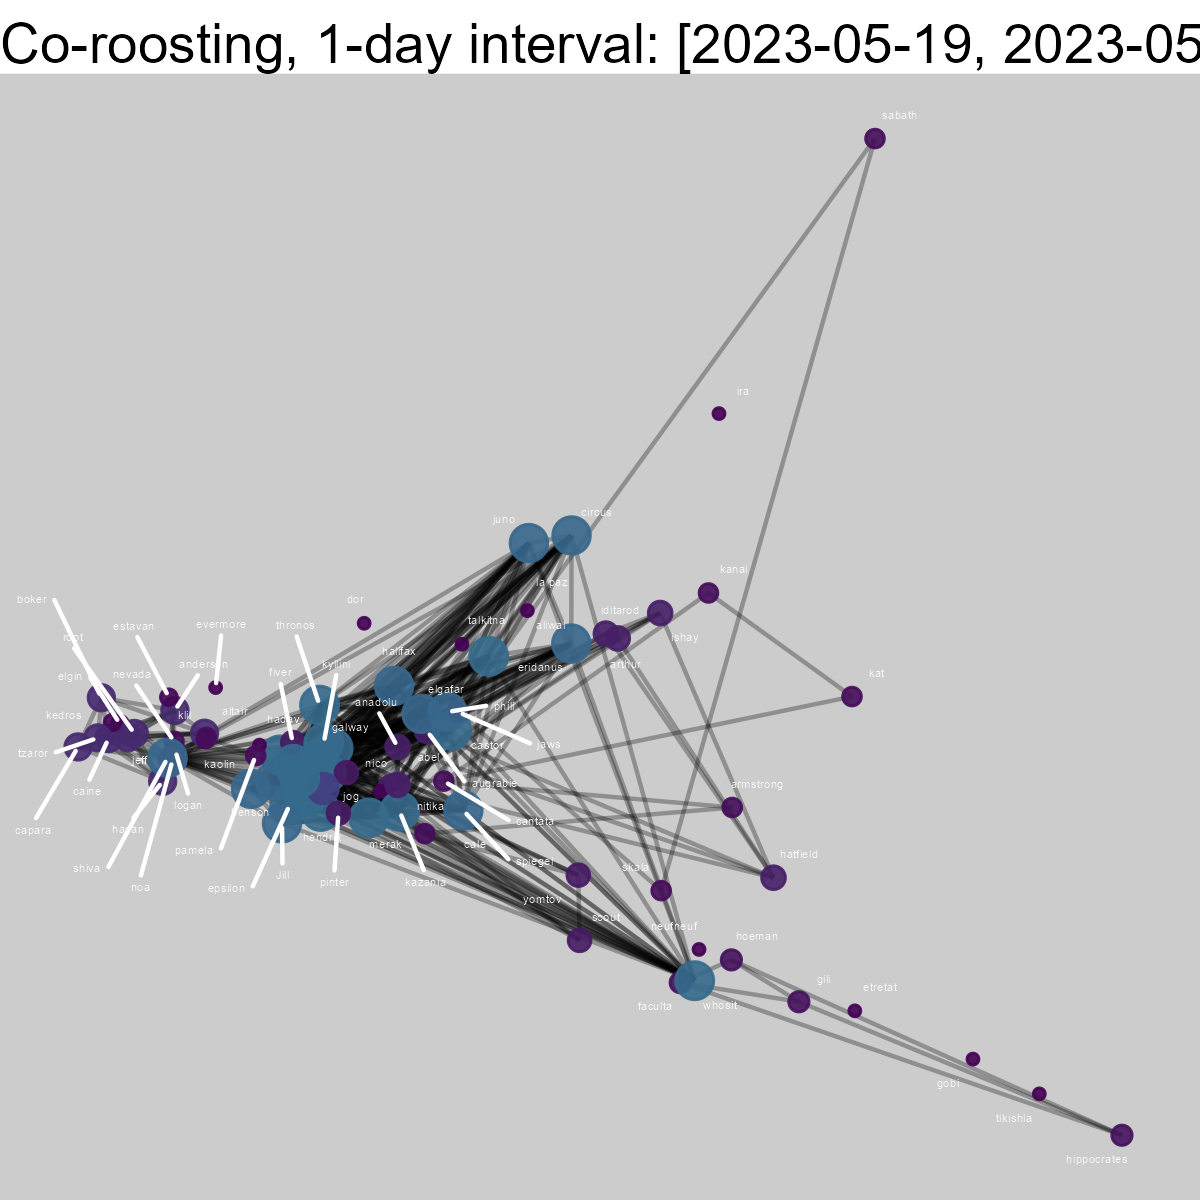 Co-roosting, 1-day interval: [2023-05-19, 2023-05
sabath
ira
circus
juno
kanai
la paz
boker
dor
iditarod
talkitna
aliwal
estavan
evermore
thronos
root
ishay
halifax
arthur
anderson
kyllini
eridanus
nevada
fiver
kat
elgin
elgafar
anadolu
phili
kedros
klil
altair
hadav
galway
castor
jaws
tzaror
abel
jeff
kaolin
nico
augrabie
armstrong
caine
jog
logan
nitika
bensch
cantata
capara
haran
hendrix
merak
cale
pamela
hatfield
spiegel
shiva
skala
noa
epsilon
Jill
pinter
kazania
yomtov
scout
neufneuf
hoeman
gili
etretat
faculta
whosit
gobi
tikishla
hippocrates